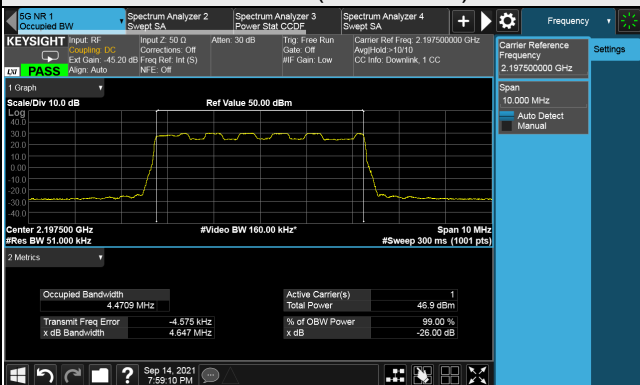 5G NR 1
Occupied BW
Spectrum Analyzer 2
Swept SA
Spectrum Analyzer 3
Power Stat CCDF
Spectrum Analyzer 4
Swept SA
Frequency
KEYSIGHT
Input: RF
Coupling: DC
Ext Gain: -45.20 dB
Align: Auto
Input Z: 50 Ω
Corrections: Off
Freq Ref: Int (S)
NFE: Off
Atten: 30 dB
Trig: Free Run
Gate: Off
#IF Gain: Low
Carrier Ref Freq: 2.197500000 GHz
Avg|Hold:>10/10
CC Info: Downlink, 1 CC
LXI
PASS
Carrier Reference
Frequency
2.197500000 GHz
Settings
Span
10.000 MHz
Auto Detect
Manual
1 Graph
Scale/Div 10.0 dB
Ref Value 50.00 dBm
Log
40.0
30.0
20.0
10.0
0.00
-10.0
-20.0
-30.0
-40.0
Center 2.197500 GHz
#Video BW 160.00 kHz*
Span 10 MHz
#Res BW 51.000 kHz
#Sweep 300 ms (1001 pts)
2 Metrics
Occupied Bandwidth
4.4709 MHz
Active Carrier(s) 1
Total Power 46.9 dBm
Transmit Freq Error -4.575 kHz
x dB Bandwidth 4.647 MHz
% of OBW Power 99.00 %
x dB -26.00 dB
?
Sep 14, 2021
7:59:10 PM